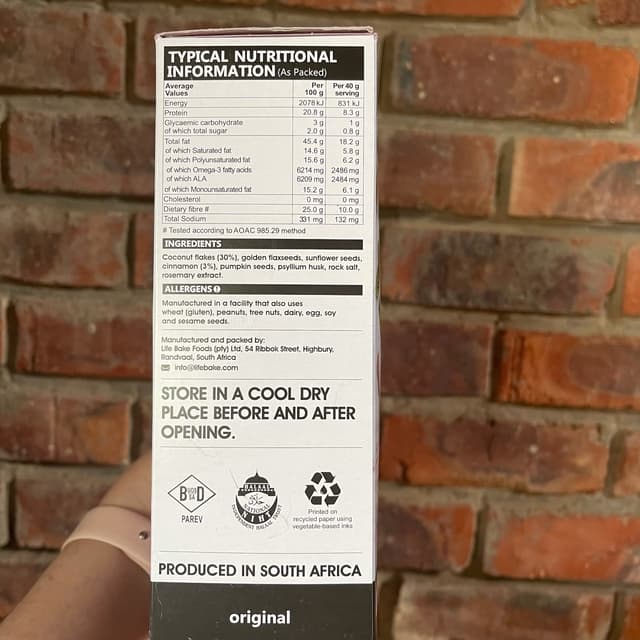 TYPICAL NUTRITIONAL
INFORMATION (As Packed)
Average Values Per 100 g Per 40 g serving
Energy 2078 kJ 831 kJ
Protein 20.8 g 8.3 g
Glycaemic carbohydrate 3 g 1 g
of which total sugar 2.0 g 0.8 g
Total fat 45.4 g 18.2 g
of which Saturated fat 14.6 g 5.8 g
of which Polyunsaturated fat 15.6 g 6.2 g
of which Omega-3 fatty acids 6214 mg 2486 mg
of which ALA 6209 mg 2484 mg
of which Monounsaturated fat 15.2 g 6.1 g
Cholesterol 0 mg 0 mg
Dietary fibre # 25.0 g 10.0 g
Total Sodium 331 mg 132 mg
# Tested according to AOAC 985.29 method
INGREDIENTS
Coconut flakes (30%), golden flaxseeds, sunflower seeds,
cinnamon (3%), pumpkin seeds, psyllium husk, rock salt,
rosemary extract.
ALLERGENS
Manufactured in a facility that also uses
wheat (gluten), peanuts, tree nuts, dairy, egg, soy
and sesame seeds.
Manufactured and packed by:
Life Bake Foods (pty) Ltd, 54 Ribbok Street, Highbury,
Randvaal, South Africa
info@lifebake.com
STORE IN A COOL DRY
PLACE BEFORE AND AFTER
OPENING.
B D
PAREV
NATIONAL
NIHT
INDEPENDENT HALAAL TRUST
Printed on
recycled paper using
vegetable-based inks
PRODUCED IN SOUTH AFRICA
original